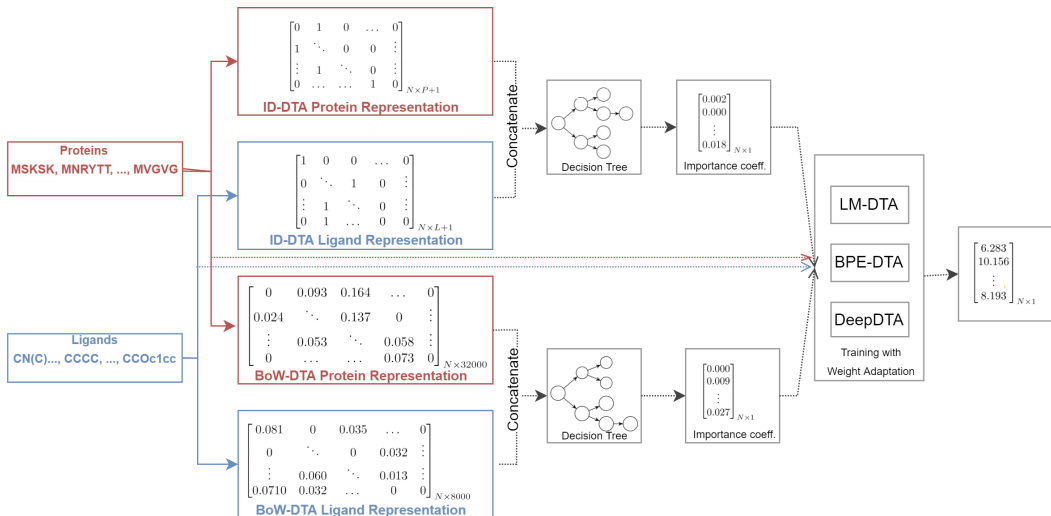 Proteins
MSKSK, MNRYTT, ..., MVGVG
Ligands
CN(C)..., CCCC, ..., CCOc1cc
0 1 0 … 0
1 ⋱ 0 0 ⋮
⋮ 1 ⋱ 0 ⋮
0 … … 1 0
N×P+1
ID-DTA Protein Representation
1 0 0 … 0
0 ⋱ 1 0 ⋮
⋮ 1 ⋱ 0 ⋮
0 1 … 0 0
N×L+1
ID-DTA Ligand Representation
0 0.093 0.164 … 0
0.024 ⋱ 0.137 0 ⋮
⋮ 0.053 ⋱ 0.058 ⋮
0 … … 0.073 0
N×32000
BoW-DTA Protein Representation
0.081 0 0.035 … 0
0 ⋱ 0 0.032 ⋮
⋮ 0.060 ⋱ 0.013 ⋮
0.0710 0.032 … 0 0
N×8000
BoW-DTA Ligand Representation
Concatenate
Concatenate
Decision Tree
Decision Tree
0.002
0.000
⋮
0.018
N×1
Importance coeff.
0.000
0.009
⋮
0.027
N×1
Importance coeff.
LM-DTA
BPE-DTA
DeepDTA
Training with
Weight Adaptation
6.283
10.156
⋮
8.193
N×1